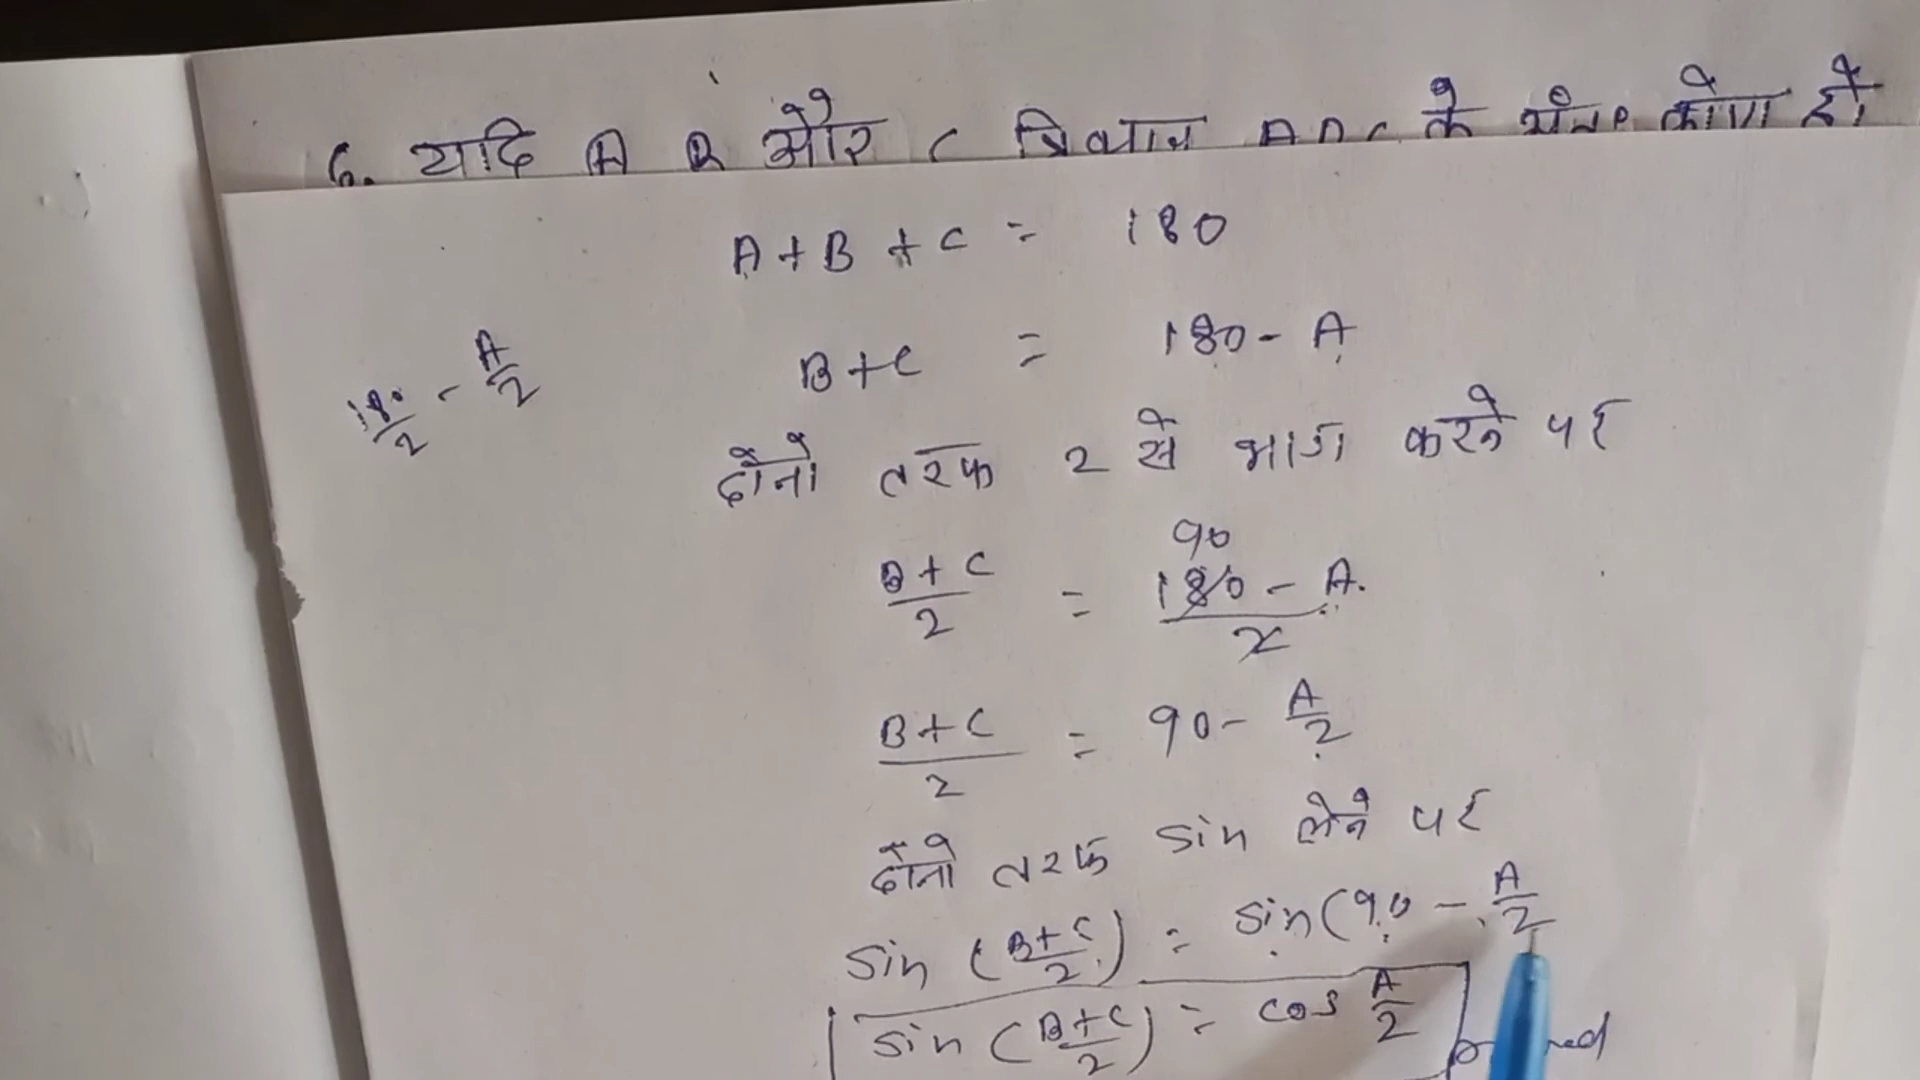 6. यदि A B और C त्रिभुज ABC के अंतः कोण हों
A + B + C = 180
B + C = 180 - A
180/2 - A/2
दोनों तरफ 2 से भाग करने पर
90
B + C/2 = 180 - A/2
B + C/2 = 90 - A/2
दोनों तरफ sin लेने पर
sin (B+C/2) = sin (90 - A/2
sin (B+C/2) = cos A/2